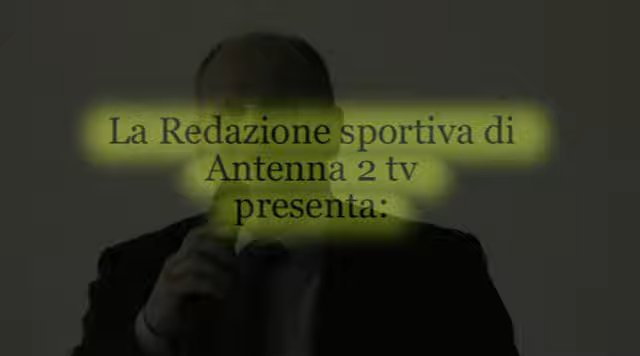 La Redazione sportiva di
Antenna 2 tv
presenta: